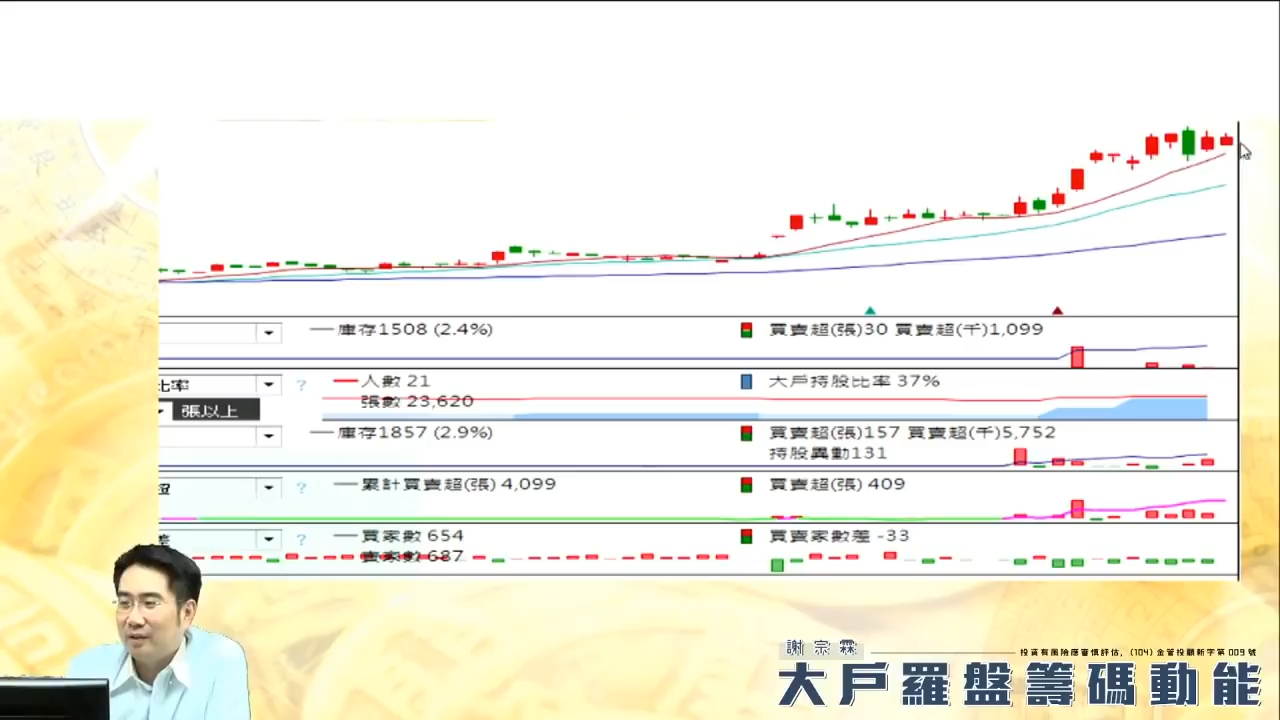 庫存1508 (2.4%)
買賣超(張)30 買賣超(千)1,099
比率
? 人數 21
大戶持股比率 37%
張以上
張數 23,620
庫存1857 (2.9%)
買賣超(張)157 買賣超(千)5,752
持股異動131
超
? 累計買賣超(張) 4,099
買賣超(張) 409
差
? 買家數 654
買賣家數差 -33
賣家數 687
謝宗霖
投資有風險應審慎評估, (104) 金管投顧新字第 009 號
大戶羅盤籌碼動能